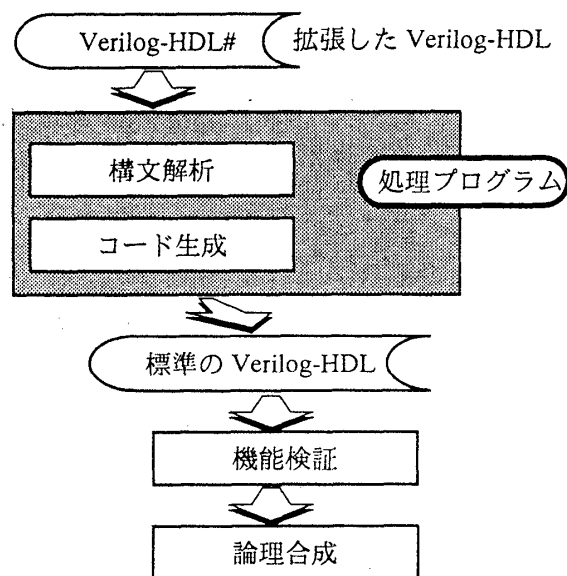 Verilog-HDL#
拡張した Verilog-HDL
構文解析
処理プログラム
コード生成
標準の Verilog-HDL
機能検証
論理合成